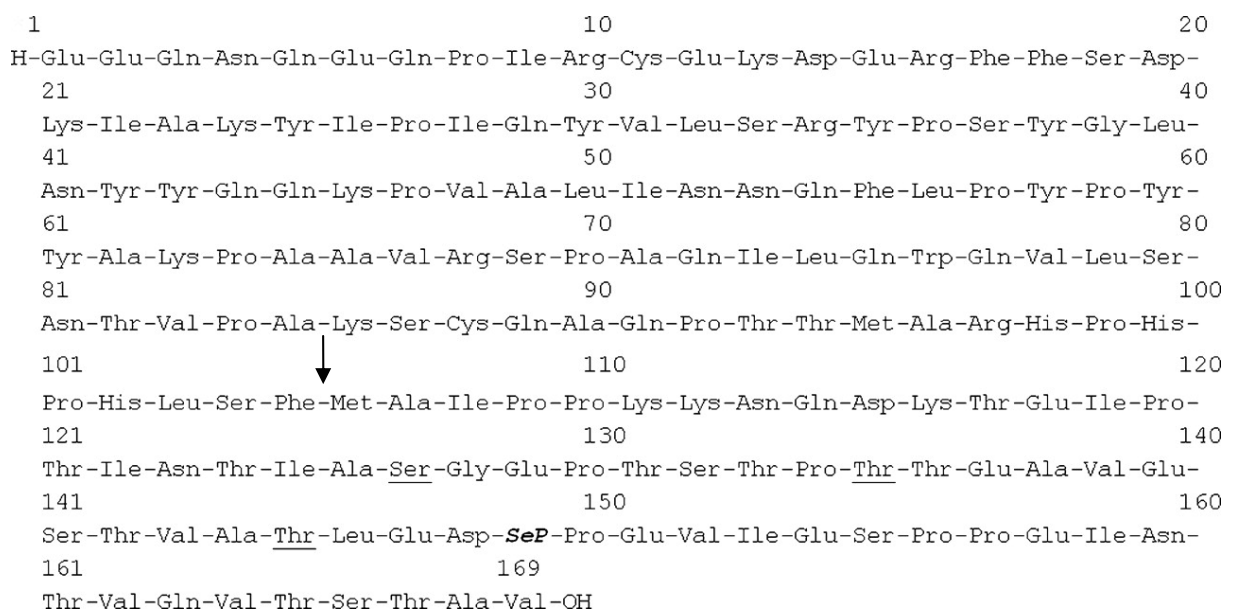 1 10 20
H-Glu-Glu-Gln-Asn-Gln-Glu-Gln-Pro-Ile-Arg-Cys-Glu-Lys-Asp-Glu-Arg-Phe-Phe-Ser-Asp-
21 30 40
Lys-Ile-Ala-Lys-Tyr-Ile-Pro-Ile-Gln-Tyr-Val-Leu-Ser-Arg-Tyr-Pro-Ser-Tyr-Gly-Leu-
41 50 60
Asn-Tyr-Tyr-Gln-Gln-Lys-Pro-Val-Ala-Leu-Ile-Asn-Asn-Gln-Phe-Leu-Pro-Tyr-Pro-Tyr-
61 70 80
Tyr-Ala-Lys-Pro-Ala-Ala-Val-Arg-Ser-Pro-Ala-Gln-Ile-Leu-Gln-Trp-Gln-Val-Leu-Ser-
81 90 100
Asn-Thr-Val-Pro-Ala-Lys-Ser-Cys-Gln-Ala-Gln-Pro-Thr-Thr-Met-Ala-Arg-His-Pro-His-
101 110 120
Pro-His-Leu-Ser-Phe-Met-Ala-Ile-Pro-Pro-Lys-Lys-Asn-Gln-Asp-Lys-Thr-Glu-Ile-Pro-
121 130 140
Thr-Ile-Asn-Thr-Ile-Ala-Ser-Gly-Glu-Pro-Thr-Ser-Thr-Pro-Thr-Thr-Glu-Ala-Val-Glu-
141 150 160
Ser-Thr-Val-Ala-Thr-Leu-Glu-Asp-SeP-Pro-Glu-Val-Ile-Glu-Ser-Pro-Pro-Glu-Ile-Asn-
161 169
Thr-Val-Gln-Val-Thr-Ser-Thr-Ala-Val-OH